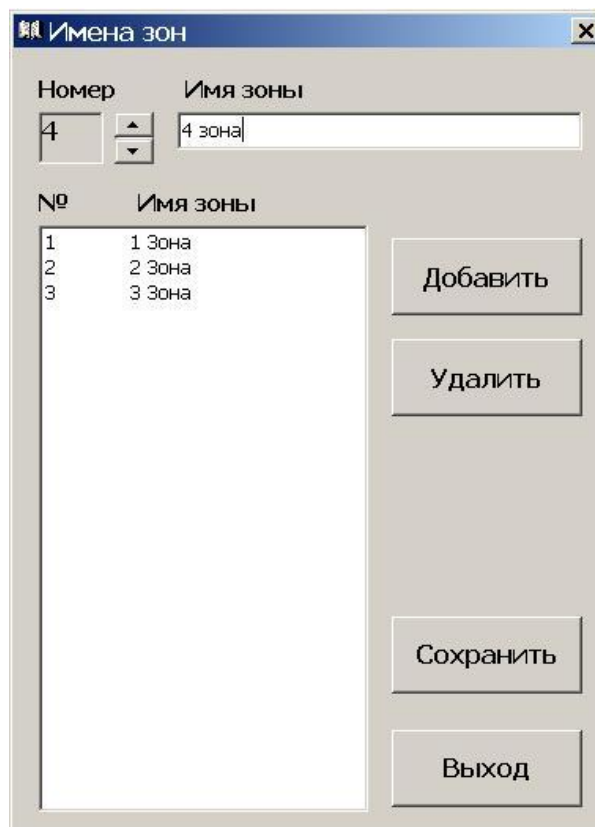 Имена зон
Номер Имя зоны
4 4 зона
№ Имя зоны
1 1 Зона
2 2 Зона
3 3 Зона
Добавить
Удалить
Сохранить
Выход